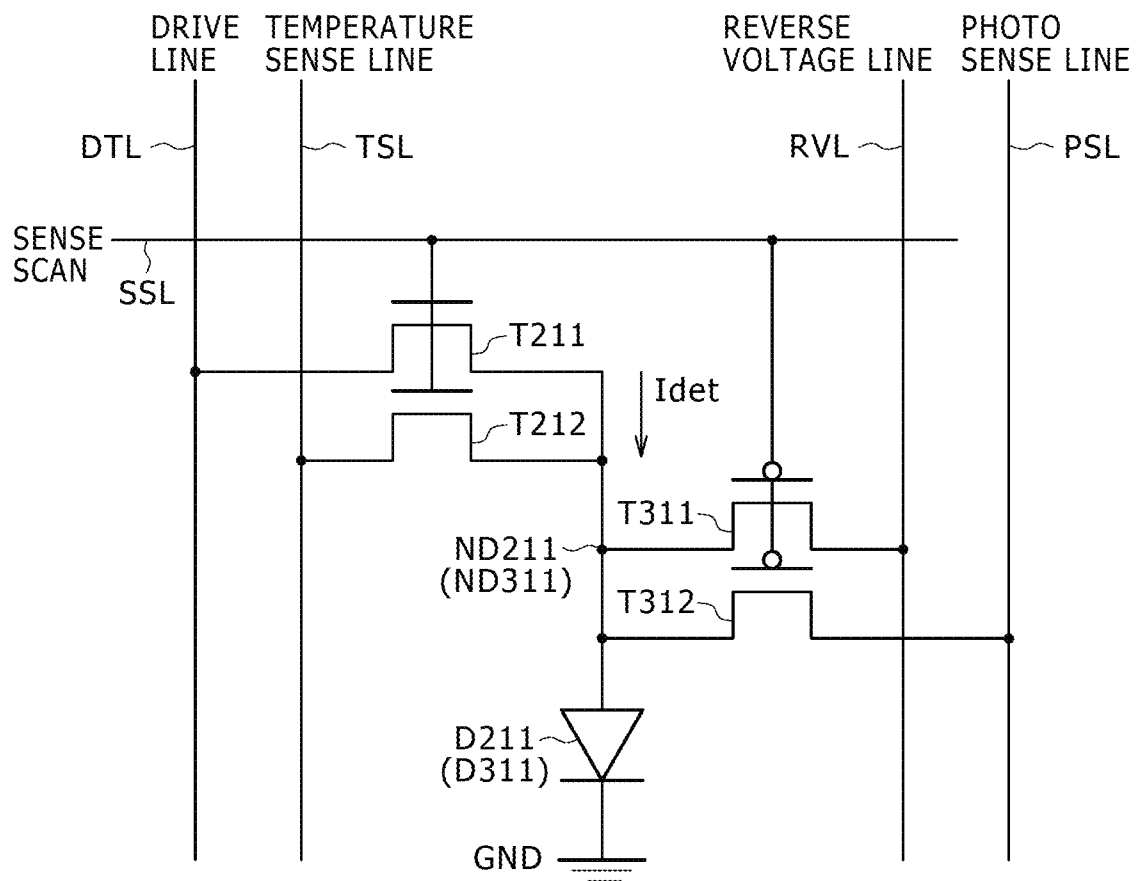 DRIVE LINE
TEMPERATURE SENSE LINE
REVERSE VOLTAGE LINE
PHOTO SENSE LINE
DTL
TSL
RVL
PSL
SENSE SCAN
SSL
T211
Idet
T212
T311
ND211
(ND311)
T312
D211
(D311)
GND